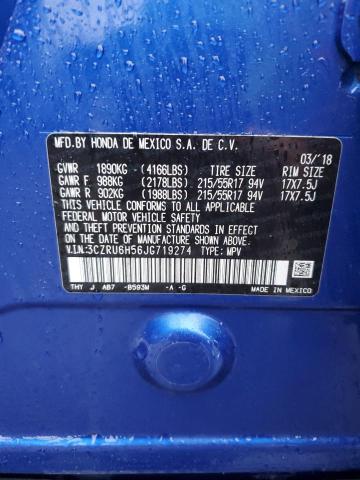 MFD.BY HONDA DE MEXICO S.A. DE C.V.
03/'18
GVWR 1890KG (4166LBS) TIRE SIZE RIM SIZE
GAWR F 988KG (2178LBS) 215/55R17 94V 17X7.5J
GAWR R 902KG (1988LBS) 215/55R17 94V 17X7.5J
THIS VEHICLE CONFORMS TO ALL APPLICABLE
FEDERAL MOTOR VEHICLE SAFETY AND THEFT
PREVENTION STANDARDS IN EFFECT ON THE DATE
OF MANUFACTURE SHOWN ABOVE.
V.I.N:3CZRU6H56JG719274 TYPE: MPV
THY J AB7 -B593M -A -G
MADE IN MEXICO